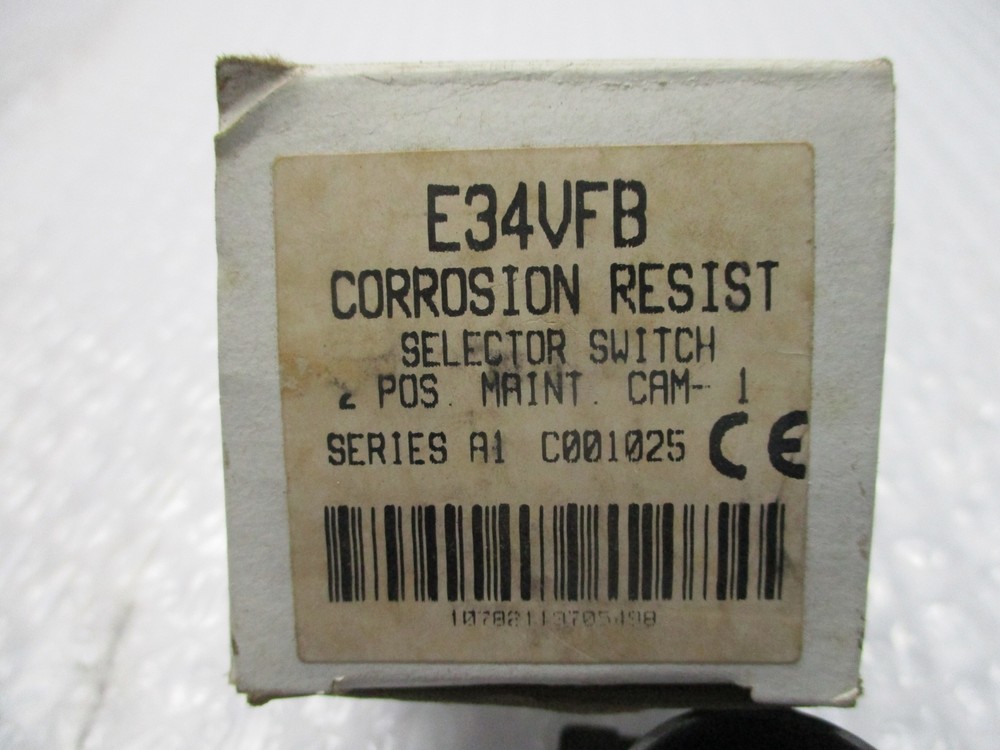 E34VFB
CORROSION RESIST
SELECTOR SWITCH
2 POS. MAINT. CAM- 1
SERIES A1 C001025 CE
10782113705498